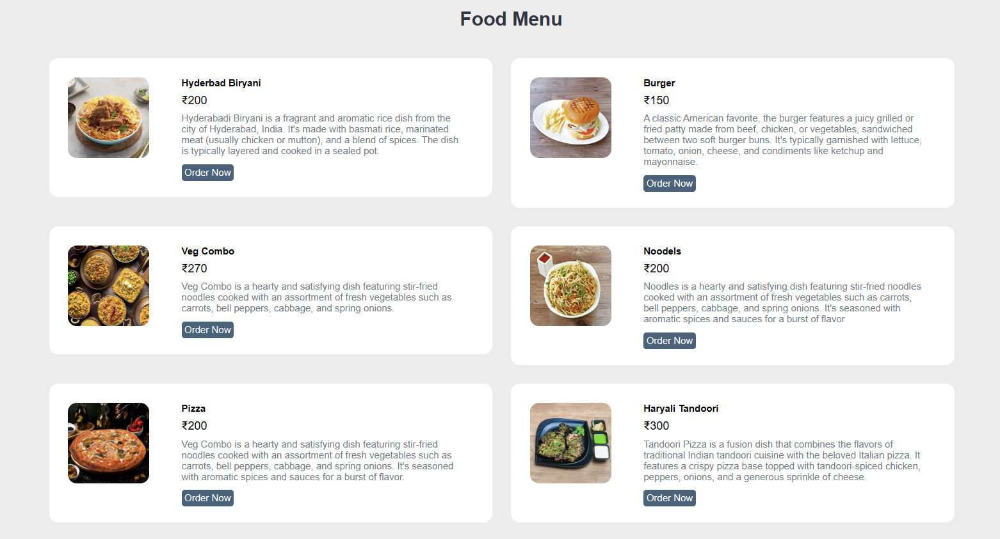 Food Menu
Hyderbad Biryani
₹200
Hyderabadi Biryani is a fragrant and aromatic rice dish from the
city of Hyderabad, India. It's made with basmati rice, marinated
meat (usually chicken or mutton), and a blend of spices. The dish
is typically layered and cooked in a sealed pot.
Order Now
Burger
₹150
A classic American favorite, the burger features a juicy grilled or
fried patty made from beef, chicken, or vegetables, sandwiched
between two soft burger buns. It's typically garnished with lettuce,
tomato, onion, cheese, and condiments like ketchup and
mayonnaise.
Order Now
Veg Combo
₹270
Veg Combo is a hearty and satisfying dish featuring stir-fried
noodles cooked with an assortment of fresh vegetables such as
carrots, bell peppers, cabbage, and spring onions.
Order Now
Noodels
₹200
Noodles is a hearty and satisfying dish featuring stir-fried noodles
cooked with an assortment of fresh vegetables such as carrots,
bell peppers, cabbage, and spring onions. It's seasoned with
aromatic spices and sauces for a burst of flavor
Order Now
Pizza
₹200
Veg Combo is a hearty and satisfying dish featuring stir-fried
noodles cooked with an assortment of fresh vegetables such as
carrots, bell peppers, cabbage, and spring onions. It's seasoned
with aromatic spices and sauces for a burst of flavor.
Order Now
Haryali Tandoori
₹300
Tandoori Pizza is a fusion dish that combines the flavors of
traditional Indian tandoori cuisine with the beloved Italian pizza. It
features a crispy pizza base topped with tandoori-spiced chicken,
peppers, onions, and a generous sprinkle of cheese.
Order Now